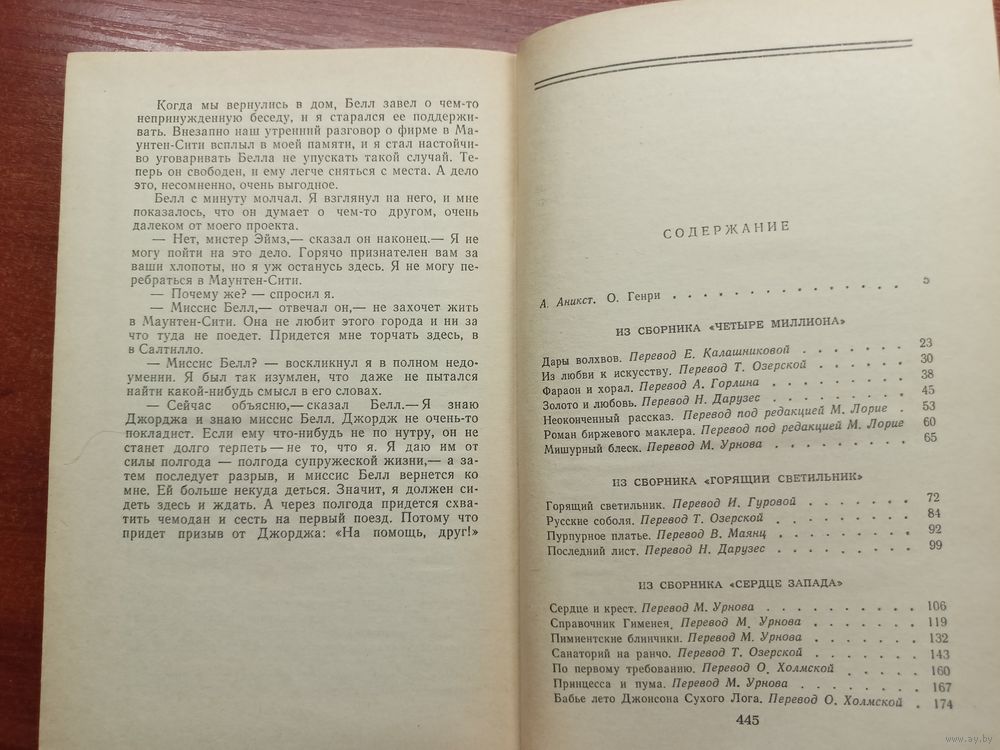 Когда мы вернулись в дом, Белл завел о чем-то
непринужденную беседу, и я старался ее поддержи-
вать. Внезапно наш утренний разговор о фирме в Ма-
унтен-Сити всплыл в моей памяти, и я стал настойчи-
во уговаривать Белла не упускать такой случай. Те-
перь он свободен, и ему легче сняться с места. А дело
это, несомненно, очень выгодное.
Белл с минуту молчал. Я взглянул на него, и мне
показалось, что он думает о чем-то другом, очень
далеком от моего проекта.
— Нет, мистер Эймз,— сказал он наконец.— Я не
могу пойти на это дело. Горячо признателен вам за
ваши хлопоты, но я уж останусь здесь. Я не могу пе-
ребраться в Маунтен-Сити.
— Почему же? — спросил я.
— Миссис Белл,— отвечал он,— не захочет жить
в Маунтен-Сити. Она не любит этого города и ни за
что туда не поедет. Придется мне торчать здесь, в
в Салтилло.
— Миссис Белл? — воскликнул я в полном недо-
умении. Я был так изумлен, что даже не пытался
найти какой-нибудь смысл в его словах.
— Сейчас объясню,— сказал Белл.— Я знаю
Джорджа и знаю миссис Белл. Джордж не очень-то
покладист. Если ему что-нибудь не по нутру, он не
станет долго терпеть — не то, что я. Я даю им от
силы полгода — полгода супружеской жизни,— а за-
тем последует разрыв, и миссис Белл вернется ко
мне. Ей больше некуда деться. Значит, я должен си-
деть здесь и ждать. А через полгода придется схва-
тить чемодан и сесть на первый поезд. Потому что
придет призыв от Джорджа: «На помощь, друг!»
СОДЕРЖАНИЕ
А. Аникст. О. Генри . . . . . . . . . . . . . . 5
ИЗ СБОРНИКА «ЧЕТЫРЕ МИЛЛИОНА»
Дары волхвов. Перевод Е. Калашниковой . . . . . . . 23
Из любви к искусству. Перевод Т. Озерской . . . . . . 30
Фараон и хорал. Перевод А. Горлина . . . . . . . . 38
Золото и любовь. Перевод Н. Дарузес . . . . . . . . 45
Неоконченный рассказ. Перевод под редакцией М. Лорие . 53
Роман биржевого маклера. Перевод под редакцией М. Лорие 60
Мишурный блеск. Перевод М. Урнова . . . . . . . . 65
ИЗ СБОРНИКА «ГОРЯЩИЙ СВЕТИЛЬНИК»
Горящий светильник. Перевод И. Гуровой . . . . . . . 72
Русские соболя. Перевод Т. Озерской . . . . . . . . 84
Пурпурное платье. Перевод В. Маянц . . . . . . . . 92
Последний лист. Перевод Н. Дарузес . . . . . . . . 99
ИЗ СБОРНИКА «СЕРДЦЕ ЗАПАДА»
Сердце и крест. Перевод М. Урнова . . . . . . . . . . 106
Справочник Гименея. Перевод М. Урнова . . . . . . . 119
Пимиентские блинчики. Перевод М. Урнова . . . . . . . 132
Санаторий на ранчо. Перевод Т. Озерской . . . . . . . 143
По первому требованию. Перевод О. Холмской . . . . . 160
Принцесса и пума. Перевод М. Урнова . . . . . . . . 167
Бабье лето Джонсона Сухого Лога. Перевод О. Холмской . 174
445
www.ay.by